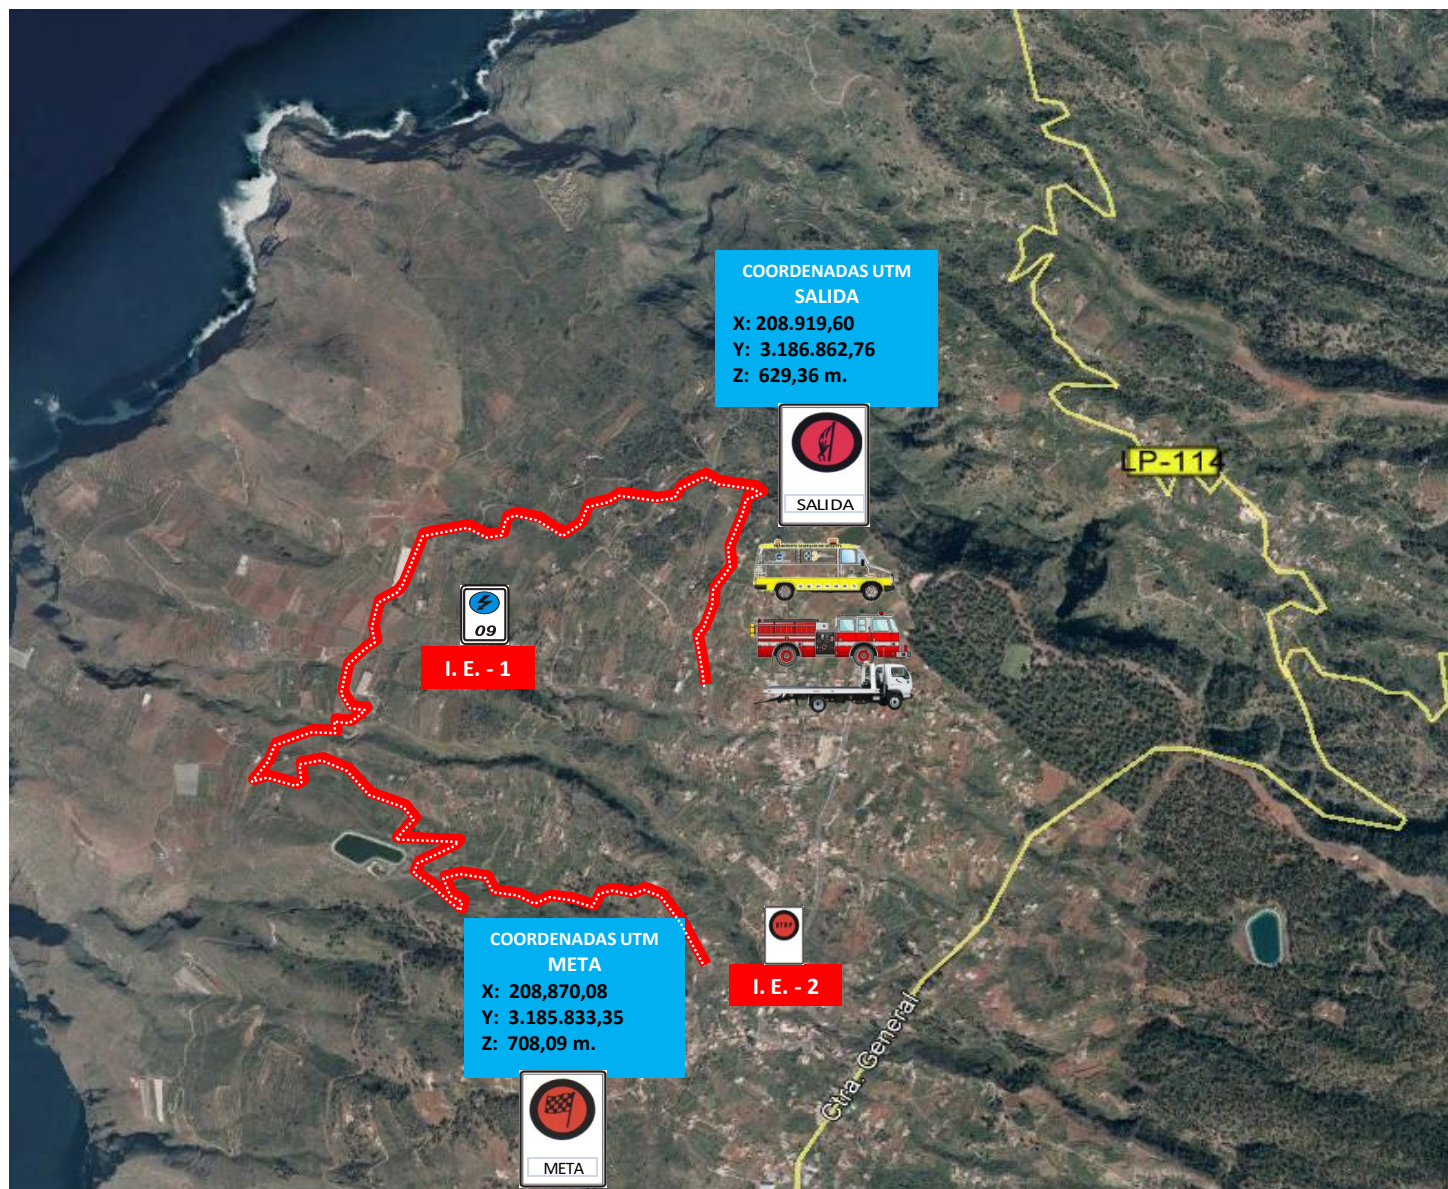 COORDENADAS UTM
SALIDA
X: 208.919,60
Y: 3.186.862,76
Z: 629,36 m.
SALIDA
LP-114
09
I. E. - 1
STOP
I. E. - 2
COORDENADAS UTM
META
X: 208,870,08
Y: 3.185.833,35
Z: 708,09 m.
META
Ctra. General